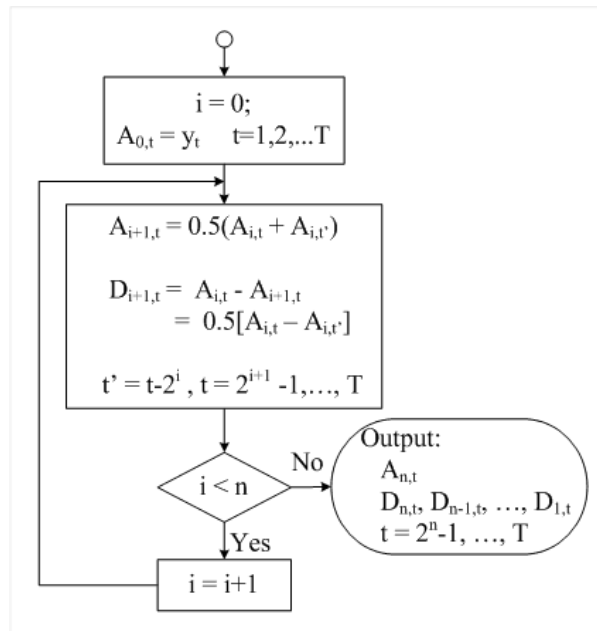 i = 0;
A₀,ₜ = yₜ t=1,2,...T
Aᵢ₊₁,ₜ = 0.5(Aᵢ,ₜ + Aᵢ,ₜ’)
Dᵢ₊₁,ₜ = Aᵢ,ₜ - Aᵢ₊₁,ₜ
= 0.5[Aᵢ,ₜ – Aᵢ,ₜ’]
t’ = t-2ⁱ , t = 2ⁱ⁺¹ -1,…, T
i < n
No
Yes
i = i+1
Output:
Aₙ,ₜ
Dₙ,ₜ, Dₙ₋₁,ₜ, …, D₁,ₜ
t = 2ⁿ-1, …, T